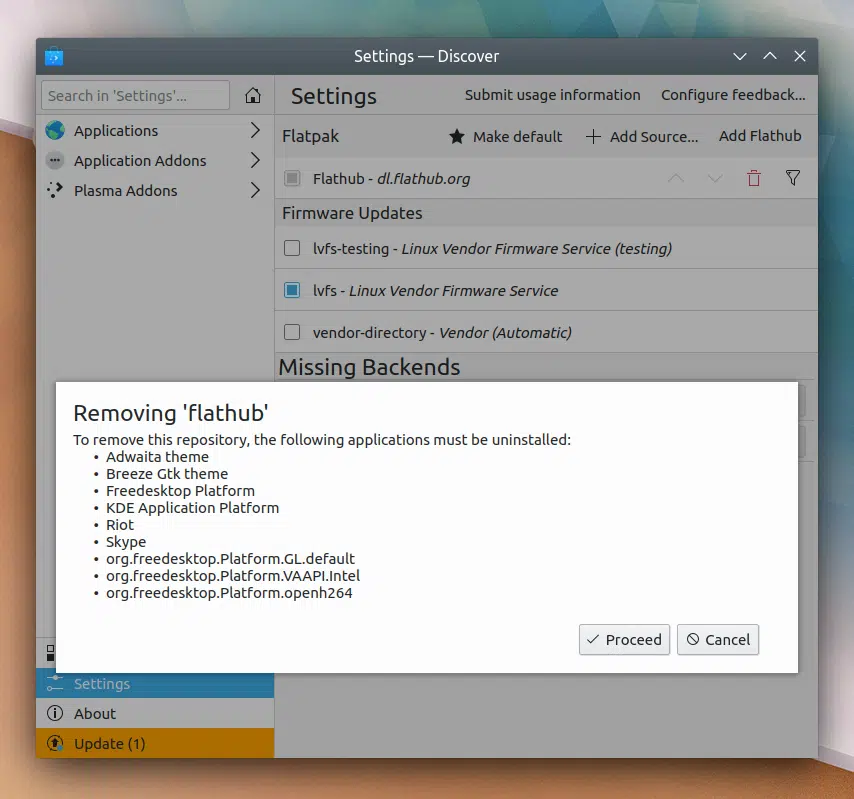 Settings — Discover
Search in 'Settings'...
Settings
Submit usage information
Configure feedback...
Applications
Application Addons
Plasma Addons
Flatpak
Make default
Add Source...
Add Flathub
Flathub - dl.flathub.org
Firmware Updates
lvfs-testing - Linux Vendor Firmware Service (testing)
lvfs - Linux Vendor Firmware Service
vendor-directory - Vendor (Automatic)
Missing Backends
Removing 'flathub'
To remove this repository, the following applications must be uninstalled:
• Adwaita theme
• Breeze Gtk theme
• Freedesktop Platform
• KDE Application Platform
• Riot
• Skype
• org.freedesktop.Platform.GL.default
• org.freedesktop.Platform.VAAPI.Intel
• org.freedesktop.Platform.openh264
Proceed
Cancel
Settings
About
Update (1)